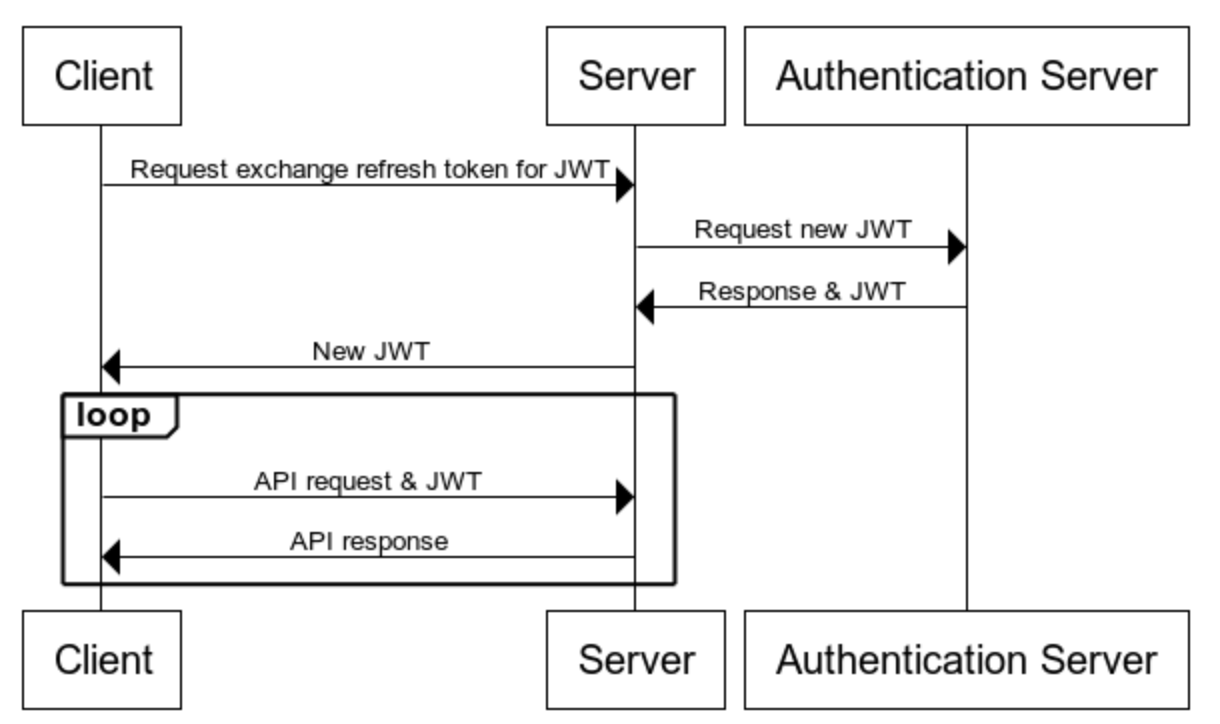 Client
Server
Authentication Server
Request exchange refresh token for JWT
Request new JWT
Response & JWT
New JWT
loop
API request & JWT
API response
Client
Server
Authentication Server